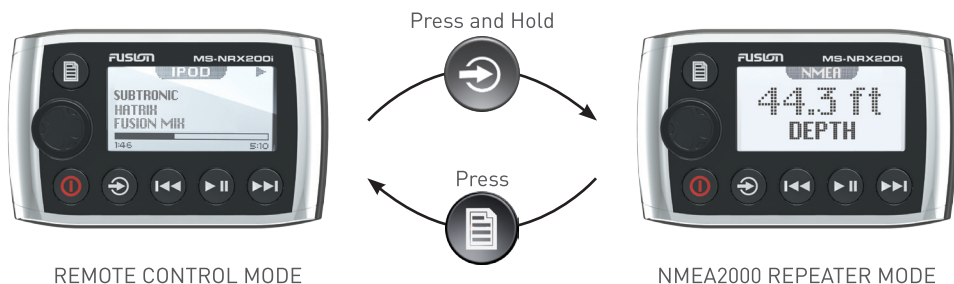 Press and Hold
FUSION MS-NRX200i
IPOD
SUBTRONIC
HATRIX
FUSION MIX
1:46 5:10
Press
FUSION MS-NRX200i
NMEA
44.3 ft
DEPTH
REMOTE CONTROL MODE
NMEA2000 REPEATER MODE